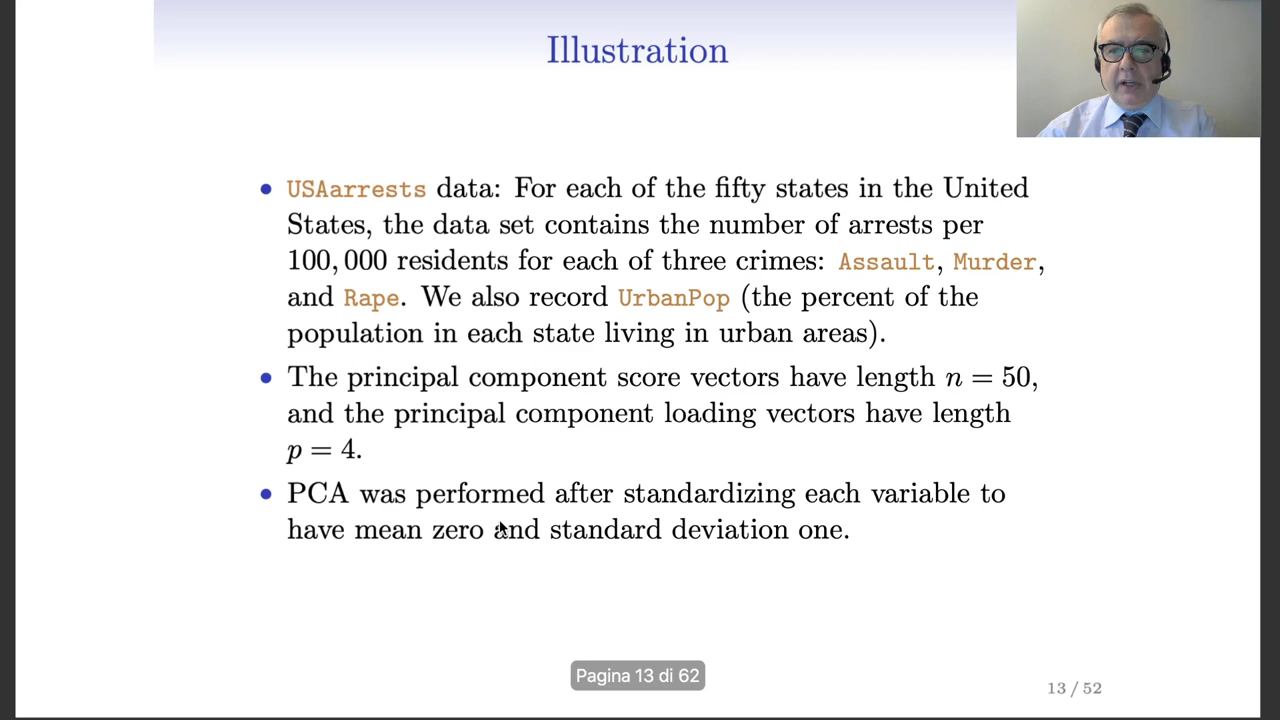 Illustration
• USAarrests data: For each of the fifty states in the United
States, the data set contains the number of arrests per
100,000 residents for each of three crimes: Assault, Murder,
and Rape. We also record UrbanPop (the percent of the
population in each state living in urban areas).
• The principal component score vectors have length n = 50,
and the principal component loading vectors have length
p = 4.
• PCA was performed after standardizing each variable to
have mean zero and standard deviation one.
Pagina 13 di 62
13 / 52